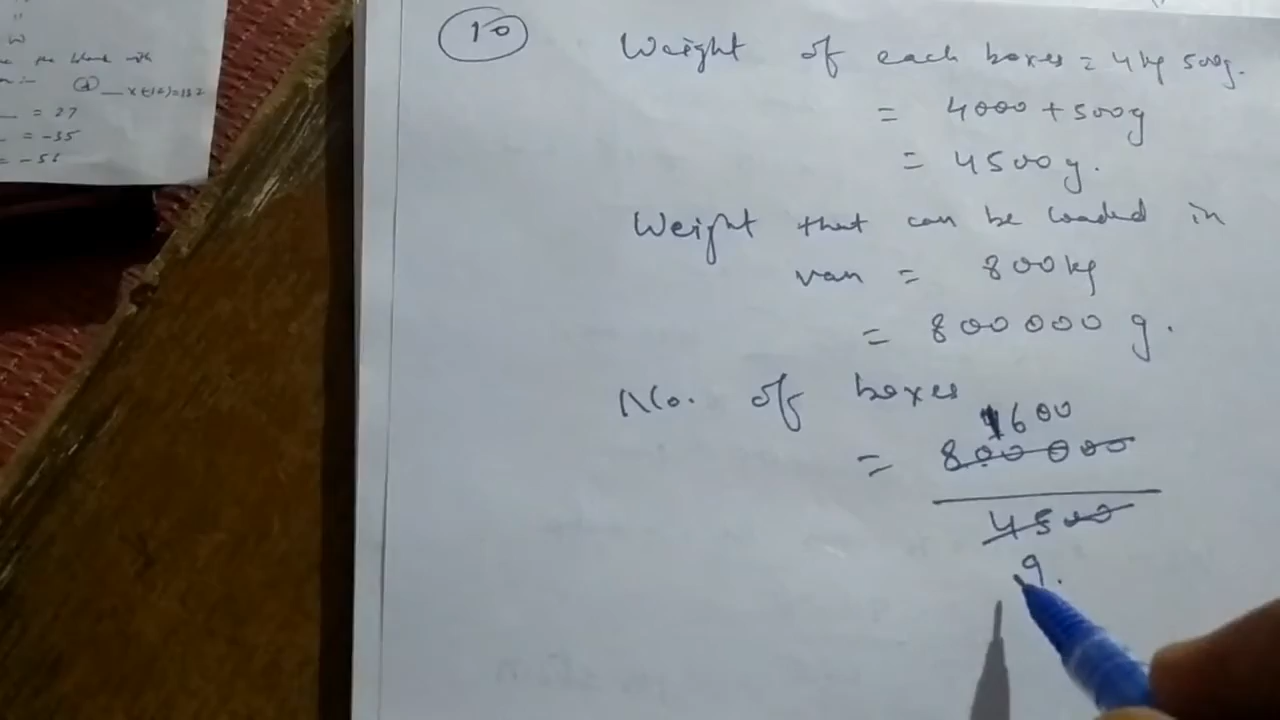 = 27
= -35
= -56
10
Weight of each boxes = 4kg 500g.
= 4000 + 500g
= 4500g.
Weight that can be loaded in
van = 800kg
= 800000 g.
No. of boxes
1600
= 800000
4500
9.